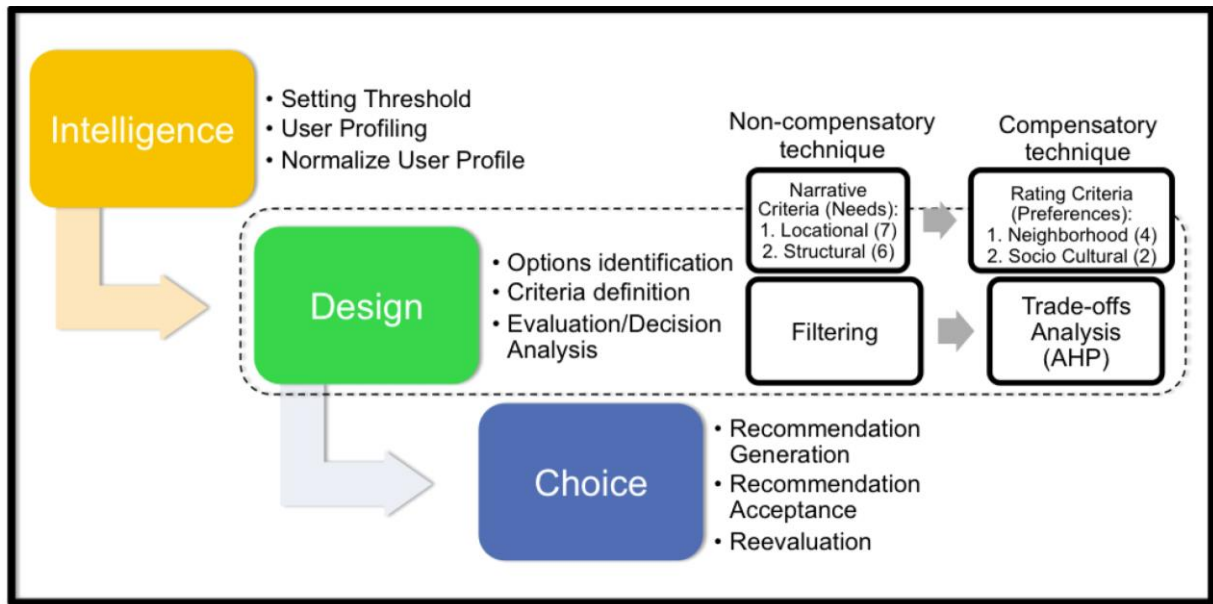 Intelligence
• Setting Threshold
• User Profiling
• Normalize User Profile
Non-compensatory
technique
Compensatory
technique
Narrative
Criteria (Needs):
1. Locational (7)
2. Structural (6)
Rating Criteria
(Preferences):
1. Neighborhood (4)
2. Socio Cultural (2)
Design
• Options identification
• Criteria definition
• Evaluation/Decision
Analysis
Filtering
Trade-offs
Analysis
(AHP)
Choice
• Recommendation
Generation
• Recommendation
Acceptance
• Reevaluation